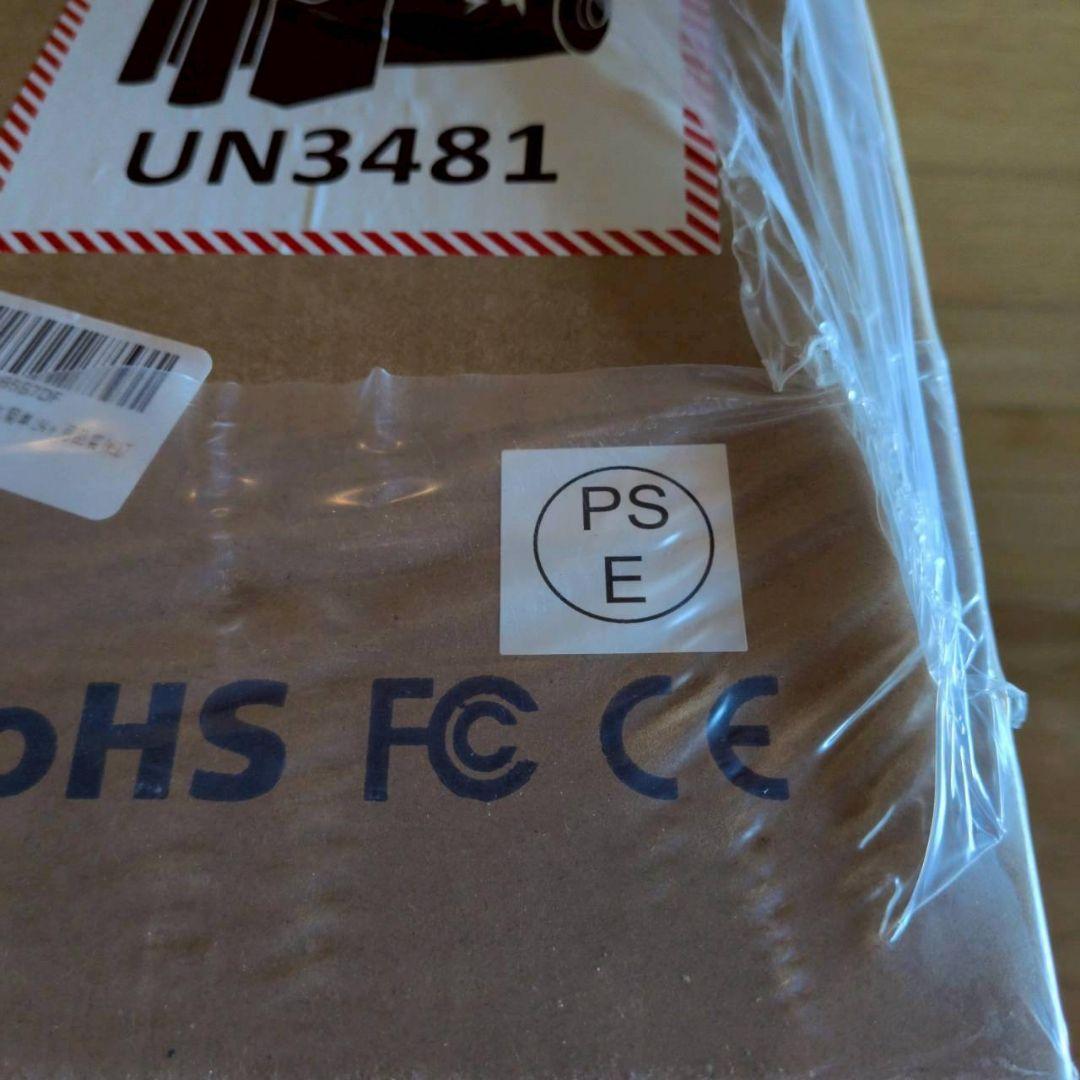 UN3481
PS
E
oHS FC CE